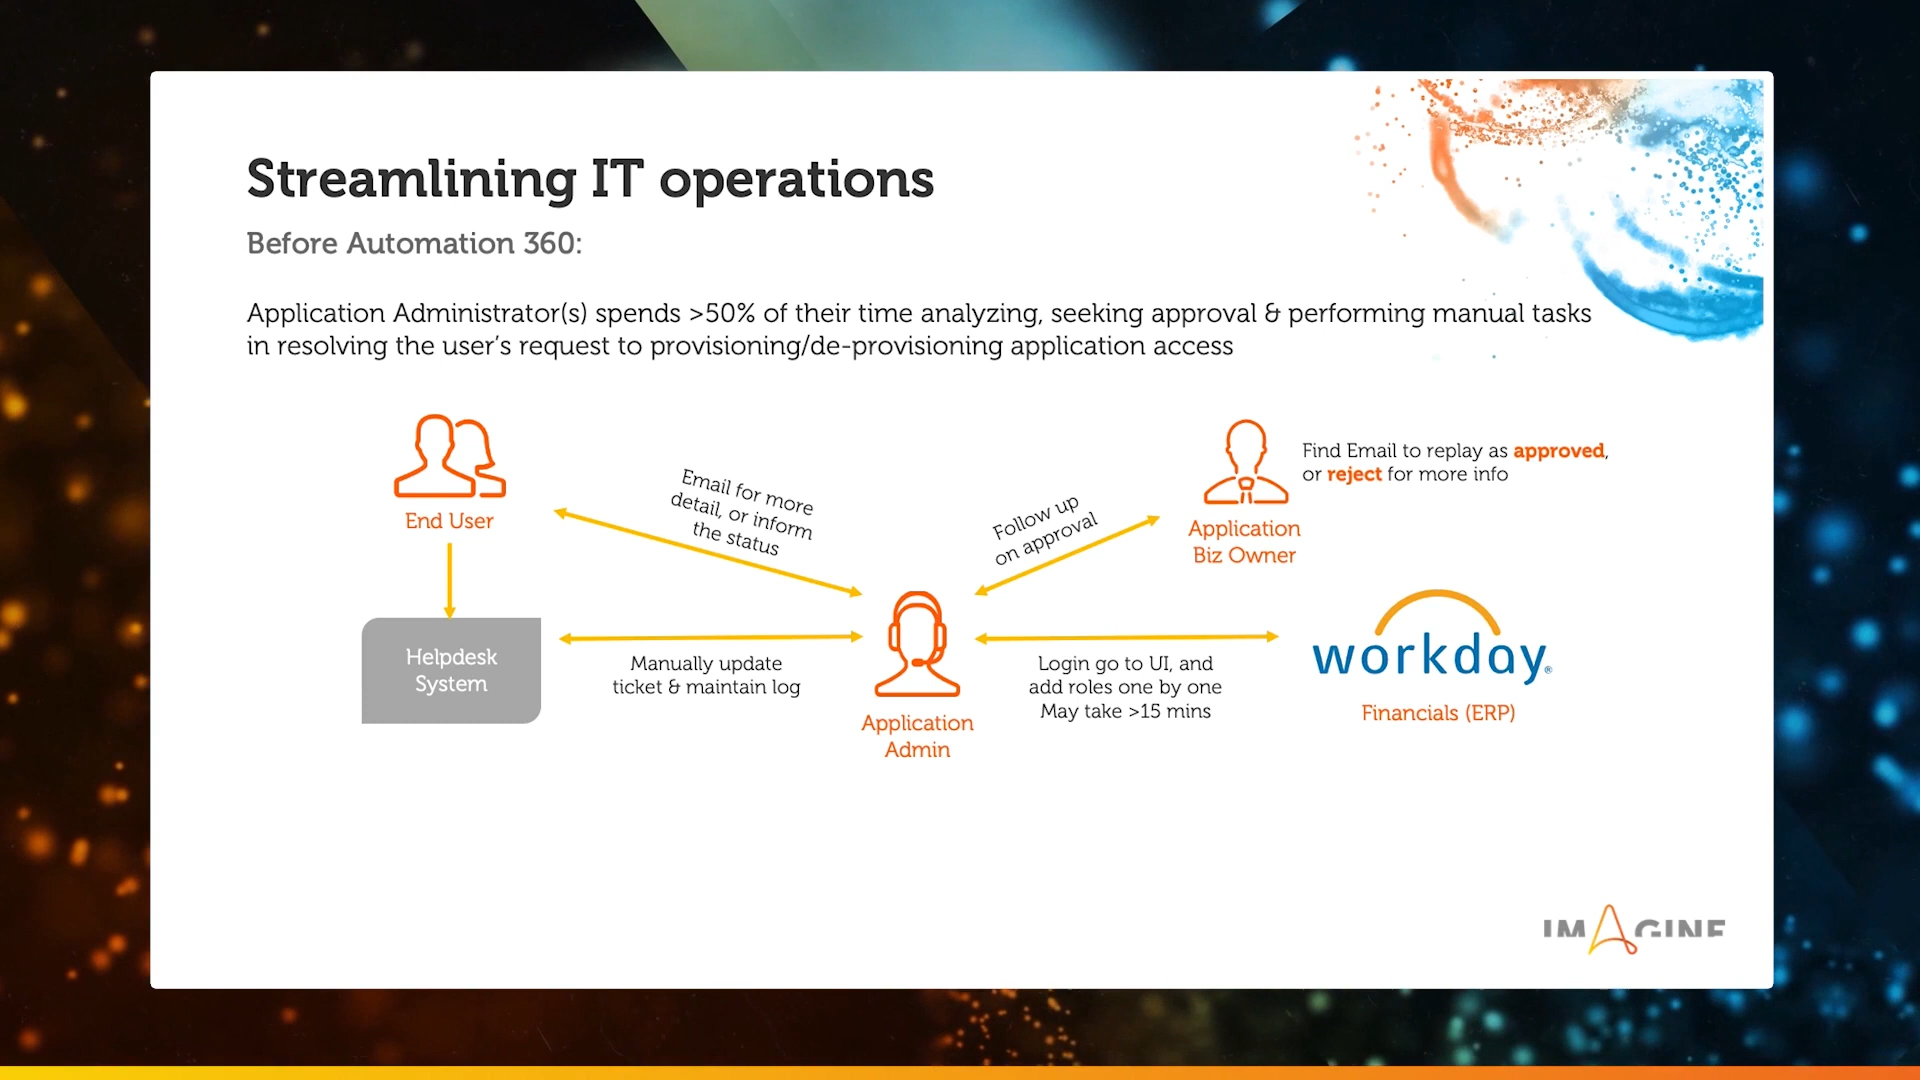 Streamlining IT operations
Before Automation 360:
Application Administrator(s) spends >50% of their time analyzing, seeking approval & performing manual tasks
in resolving the user's request to provisioning/de-provisioning application access
End User
Email for more
detail, or inform
the status
Follow up
on approval
Application
Biz Owner
Find Email to replay as approved,
or reject for more info
Helpdesk
System
Manually update
ticket & maintain log
Application
Admin
Login go to UI, and
add roles one by one
May take >15 mins
workday®
Financials (ERP)
IMAGINE